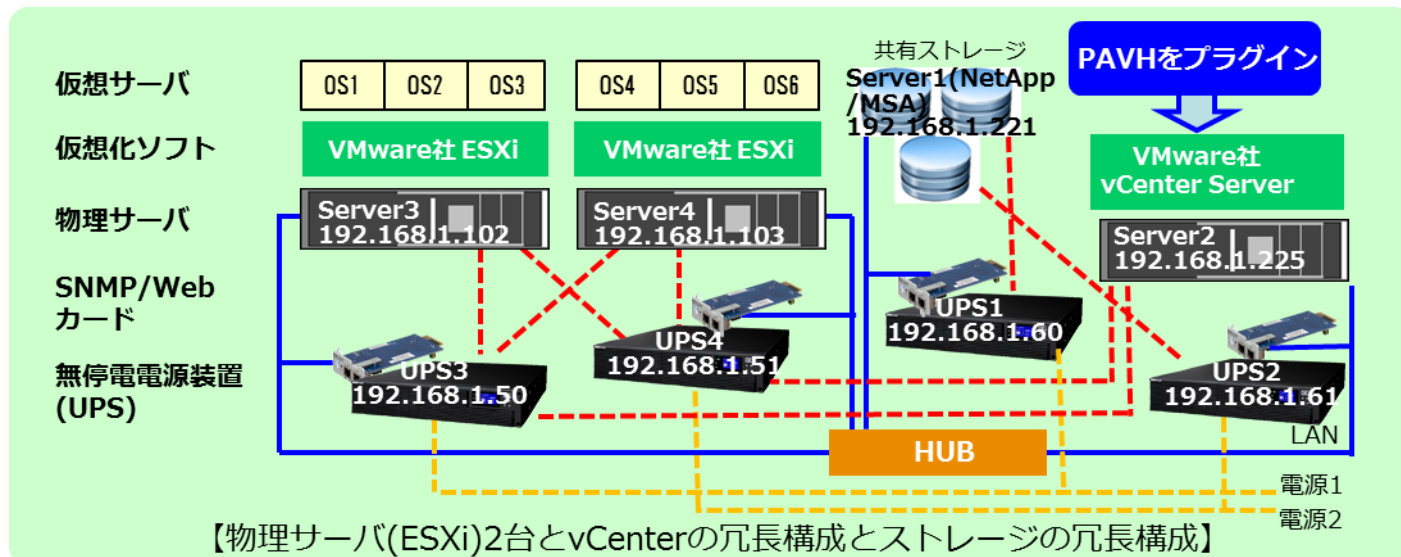 共有ストレージ
PAVHをプラグイン
仮想サーバ
OS1 OS2 OS3
OS4 OS5 OS6
Server1(NetApp
/MSA)
192.168.1.221
仮想化ソフト
VMware社 ESXi
VMware社 ESXi
VMware社
vCenter Server
物理サーバ
Server3
192.168.1.102
Server4
192.168.1.103
Server2
192.168.1.225
SNMP/Web
カード
UPS1
192.168.1.60
UPS4
192.168.1.51
無停電電源装置
(UPS)
UPS3
192.168.1.50
UPS2
192.168.1.61
LAN
HUB
電源1
電源2
【物理サーバ(ESXi)2台とvCenterの冗長構成とストレージの冗長構成】